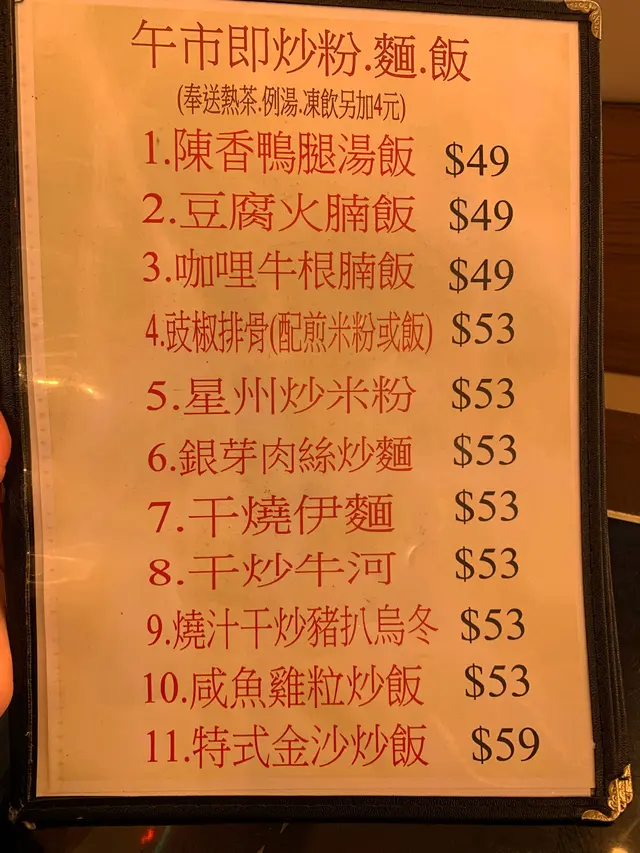 午市即炒粉.麵.飯
(奉送熱茶.例湯.凍飲另加4元)
1.陳香鴨腿湯飯 $49
2.豆腐火腩飯 $49
3.咖哩牛根腩飯 $49
4.豉椒排骨(配煎米粉或飯) $53
5.星州炒米粉 $53
6.銀芽肉絲炒麵 $53
7.干燒伊麵 $53
8.干炒牛河 $53
9.燒汁干炒豬扒烏冬 $53
10.咸魚雞粒炒飯 $53
11.特式金沙炒飯 $59